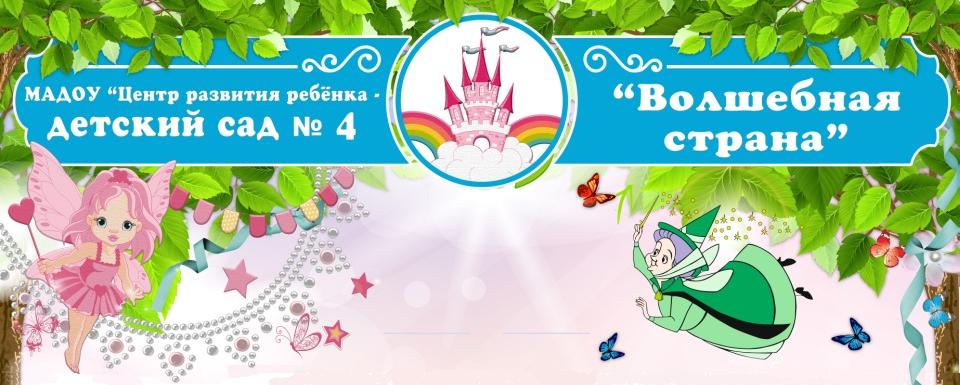 МАДОУ “Центр развития ребёнка -
детский сад № 4
“Волшебная
страна”